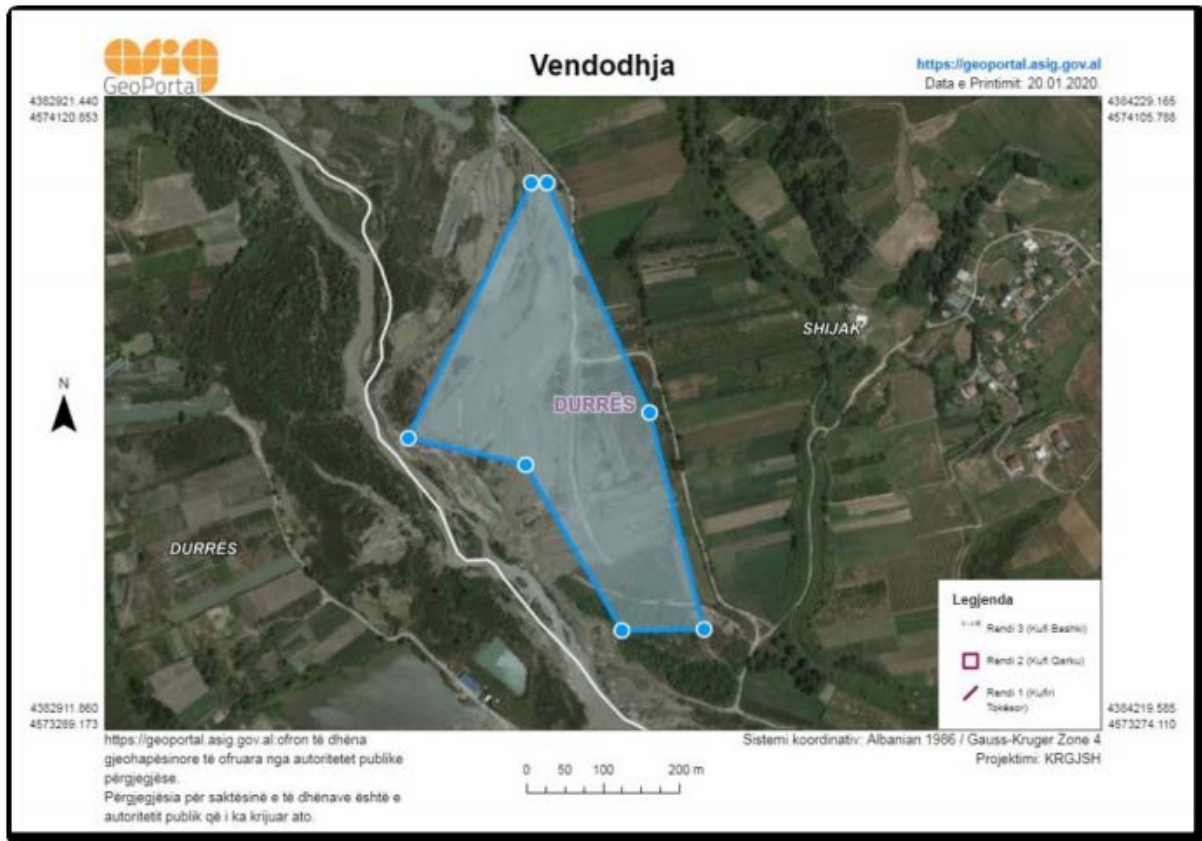 asig
GeoPortal
Vendodhja
https://geoportal.asig.gov.al
Data e Printimit: 20.01.2020.
4382921.440
4574120.853
4384229.165
4574105.788
SHIJAK
DURRËS
N
DURRËS
Legjenda
Rendi 3 (Kufi Bashki)
Rendi 2 (Kufi Qarku)
Rendi 1 (Kufiri
Tokësor)
4382911.860
4573289.173
4384219.585
4573274.110
https://geoportal.asig.gov.al:ofron të dhëna
gjeohapësinore të ofruara nga autoritetet publike
përgjegjëse.
Përgjegjësia për saktësinë e të dhënave është e
autoritetit publik që i ka krijuar ato.
0 50 100 200 m
Sistemi koordinativ: Albanian 1986 / Gauss-Kruger Zone 4
Projektimi: KRGJSH